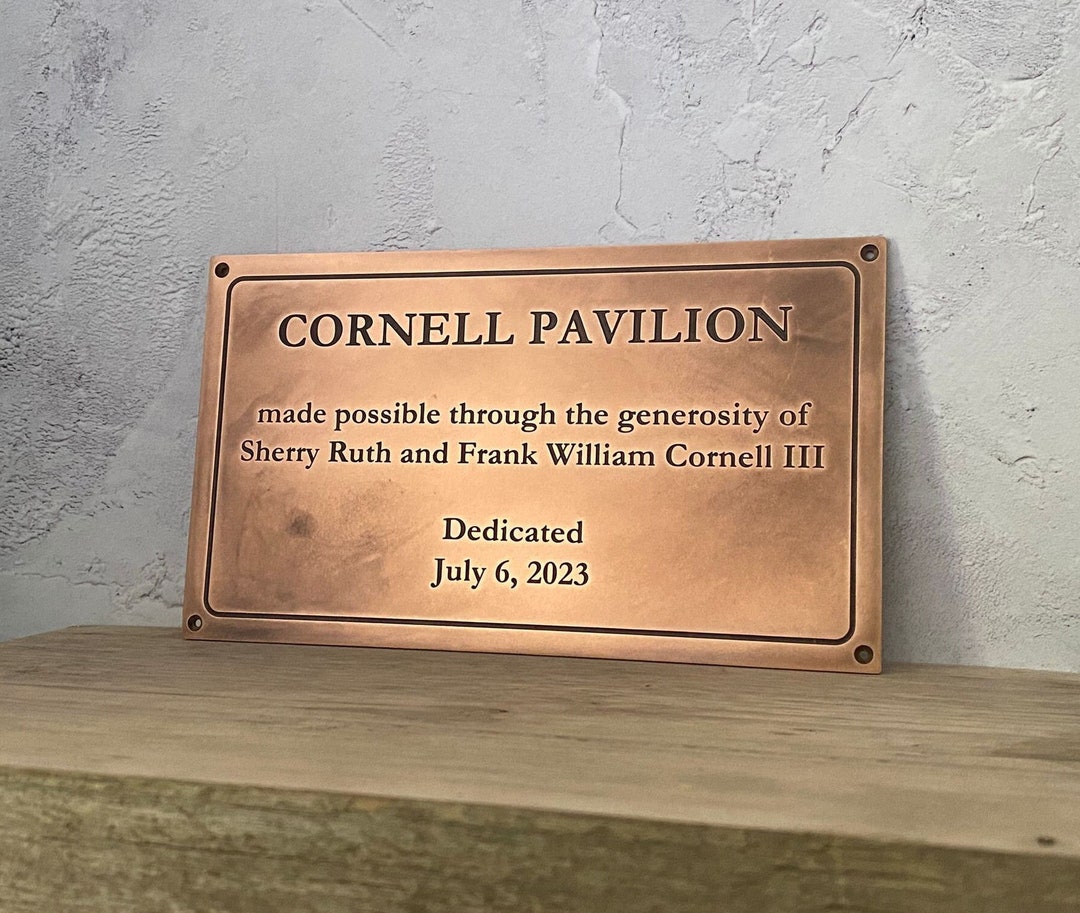 CORNELL PAVILION
made possible through the generosity of
Sherry Ruth and Frank William Cornell III
Dedicated
July 6, 2023